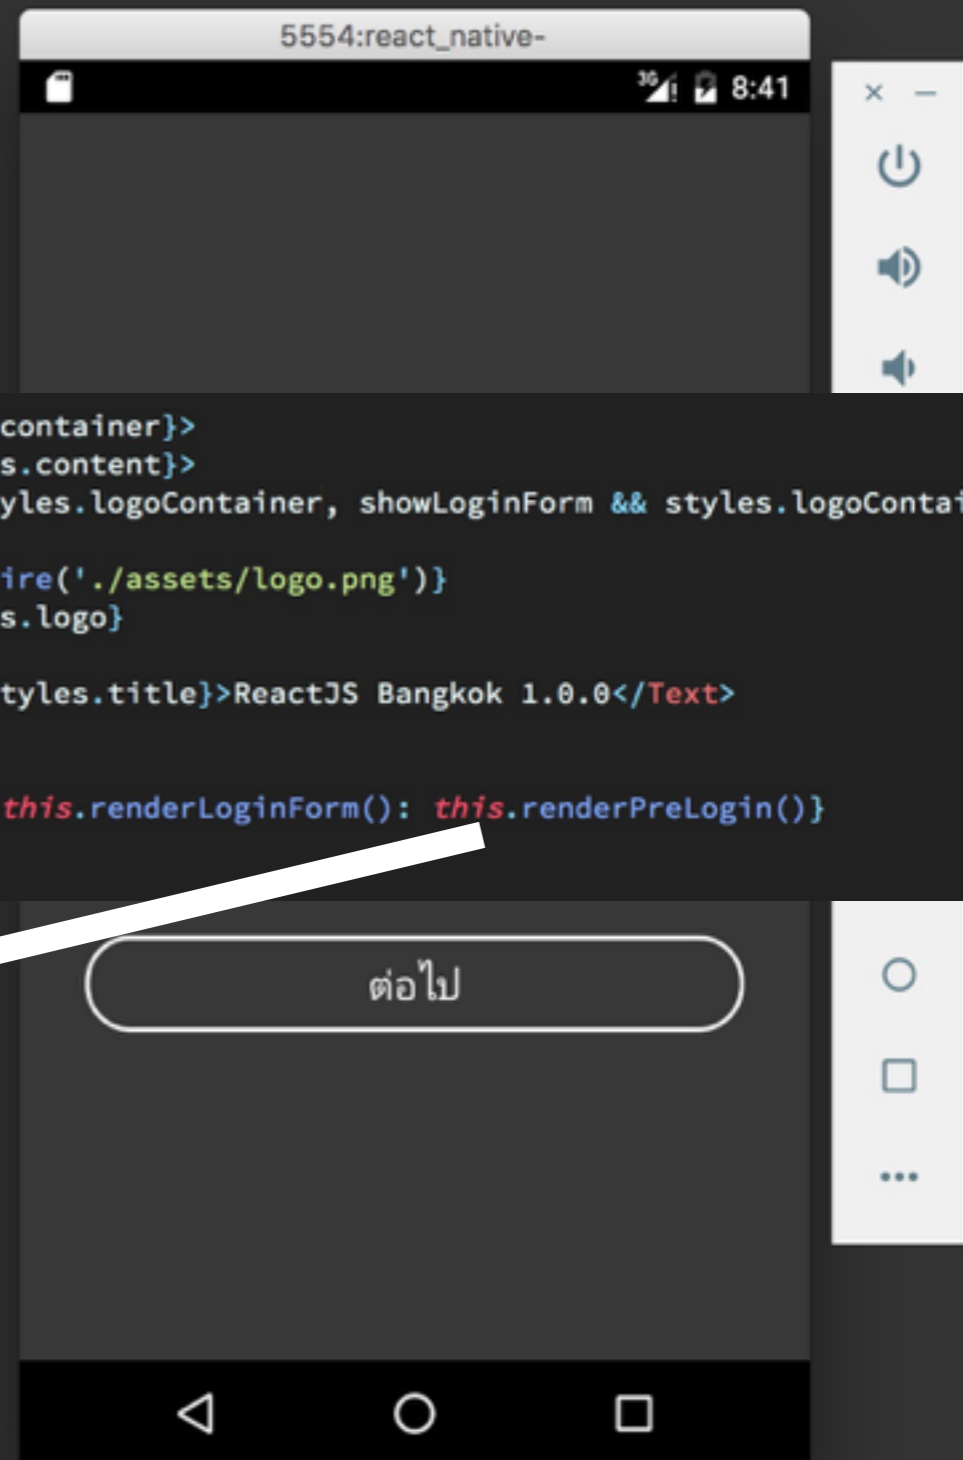 5554:react_native-
3G 8:41
container}>
s.content}>
yles.logoContainer, showLoginForm && styles.logoContai
ire('./assets/logo.png')}
s.logo}
tyles.title}>ReactJS Bangkok 1.0.0</Text>
this.renderLoginForm(): this.renderPreLogin()}
ต่อไป